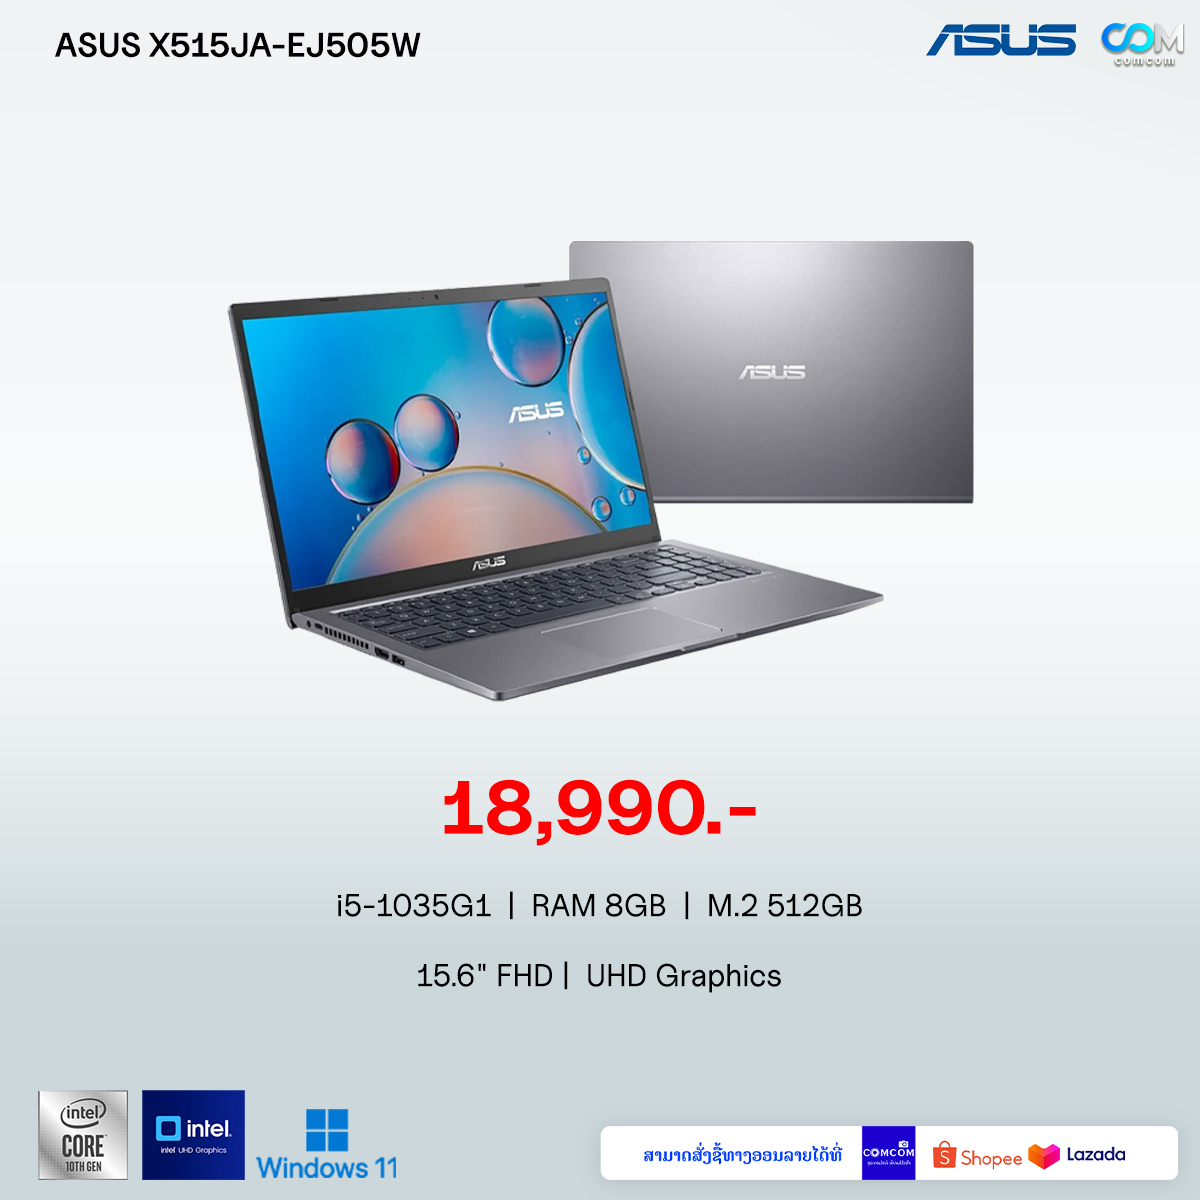 ASUS X515JA-EJ505W
ASUS
COM
comcom
ASUS
ASUS
ASUS
18,990.-
i5-1035G1 | RAM 8GB | M.2 512GB
15.6" FHD | UHD Graphics
intel
CORE
10TH GEN
intel.
intel UHD Graphics
Windows 11
ສາມາດສັ່ງຊື້ທາງອອນລາຍໄດ້ທີ່
COMCOM
Shopee
Lazada